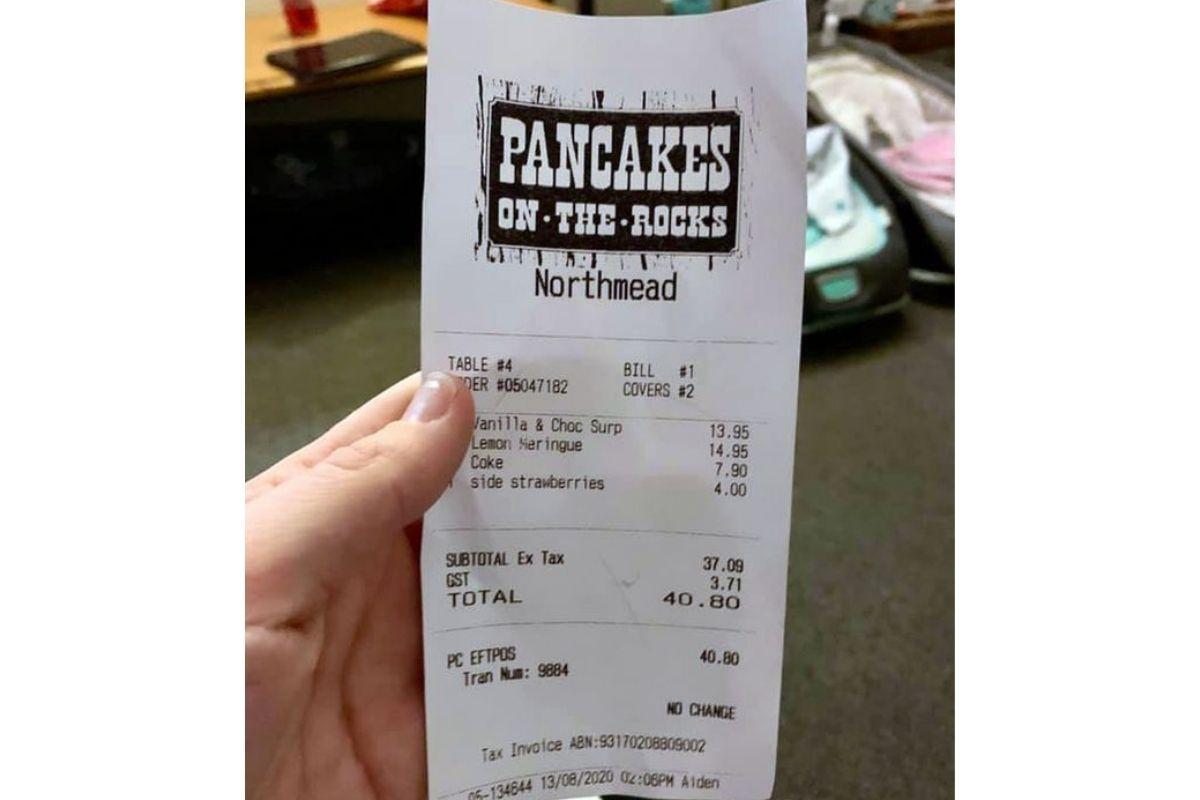 PANCAKES
ON·THE·ROCKS
Northmead
TABLE #4 BILL #1
DER #05047182 COVERS #2
Vanilla & Choc Surp 13.95
Lemon Meringue 14.95
Coke 7.90
side strawberries 4.00
SUBTOTAL Ex Tax 37.09
GST 3.71
TOTAL 40.80
PC EFTPOS 40.80
Tran Num: 9884
NO CHANGE
Tax Invoice ABN:93170208809002
05-134644 13/08/2020 02:06PM Aiden